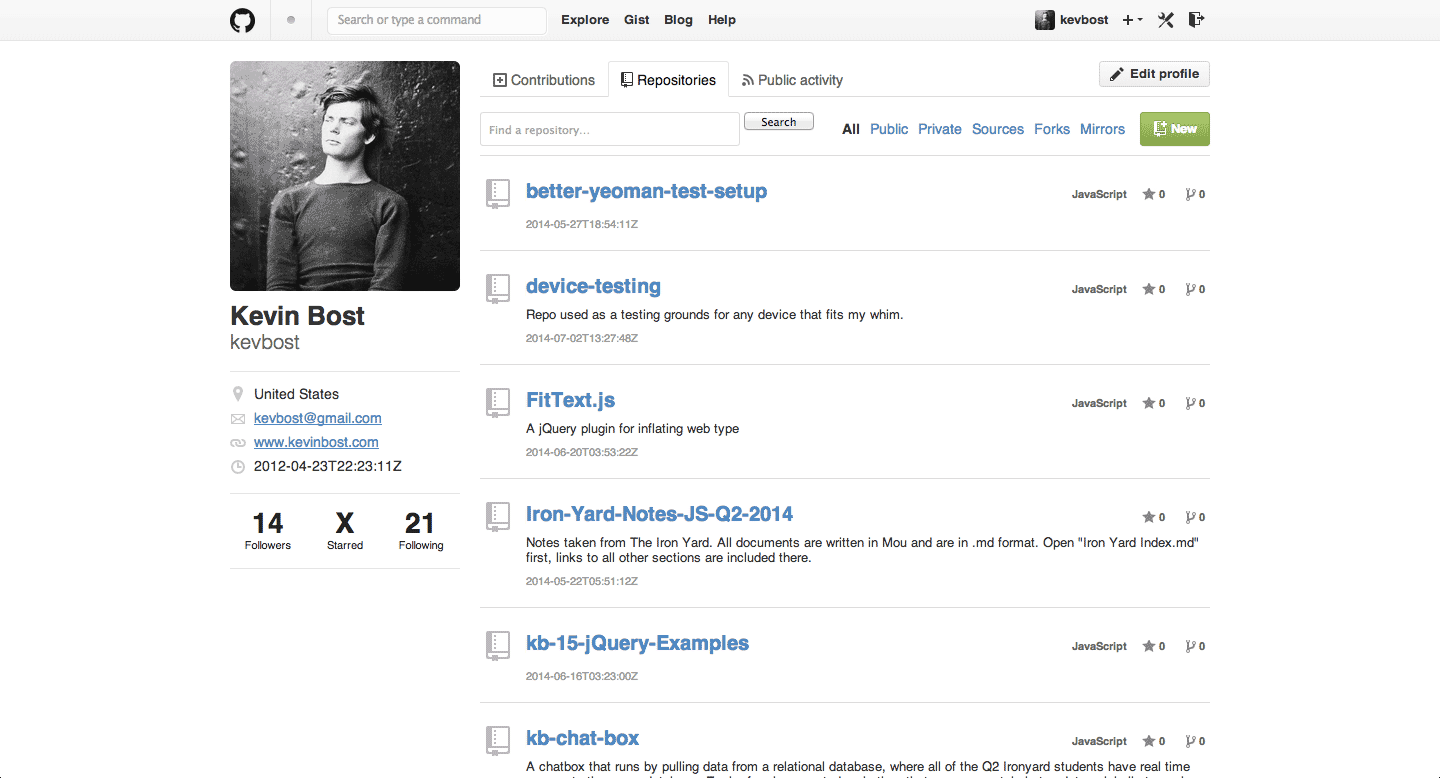 Search or type a command
Explore Gist Blog Help
kevbost
Contributions Repositories Public activity
Edit profile
Find a repository...
Search
All Public Private Sources Forks Mirrors
New
Kevin Bost
kevbost
United States
kevbost@gmail.com
www.kevinbost.com
2012-04-23T22:23:11Z
14 X 21
Followers Starred Following
better-yeoman-test-setup
JavaScript 0 0
2014-05-27T18:54:11Z
device-testing
JavaScript 0 0
Repo used as a testing grounds for any device that fits my whim.
2014-07-02T13:27:48Z
FitText.js
JavaScript 0 0
A jQuery plugin for inflating web type
2014-06-20T03:53:22Z
Iron-Yard-Notes-JS-Q2-2014
0 0
Notes taken from The Iron Yard. All documents are written in Mou and are in .md format. Open "Iron Yard Index.md"
first, links to all other sections are included there.
2014-05-22T05:51:12Z
kb-15-jQuery-Examples
JavaScript 0 0
2014-06-16T03:23:00Z
kb-chat-box
JavaScript 0 0
A chatbox that runs by pulling data from a relational database, where all of the Q2 Ironyard students have real time